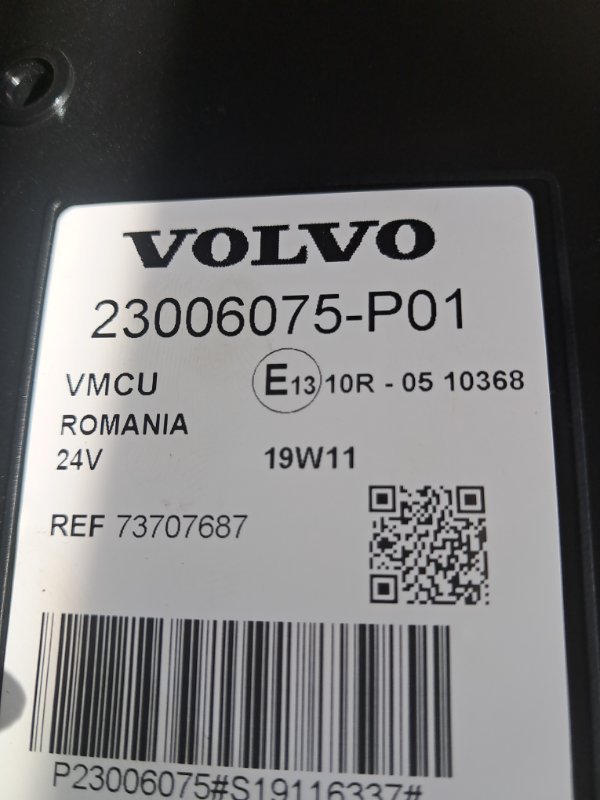 VOLVO
23006075-P01
VMCU E13 10R - 05 10368
ROMANIA
24V 19W11
REF 73707687
P23006075#S19116337#